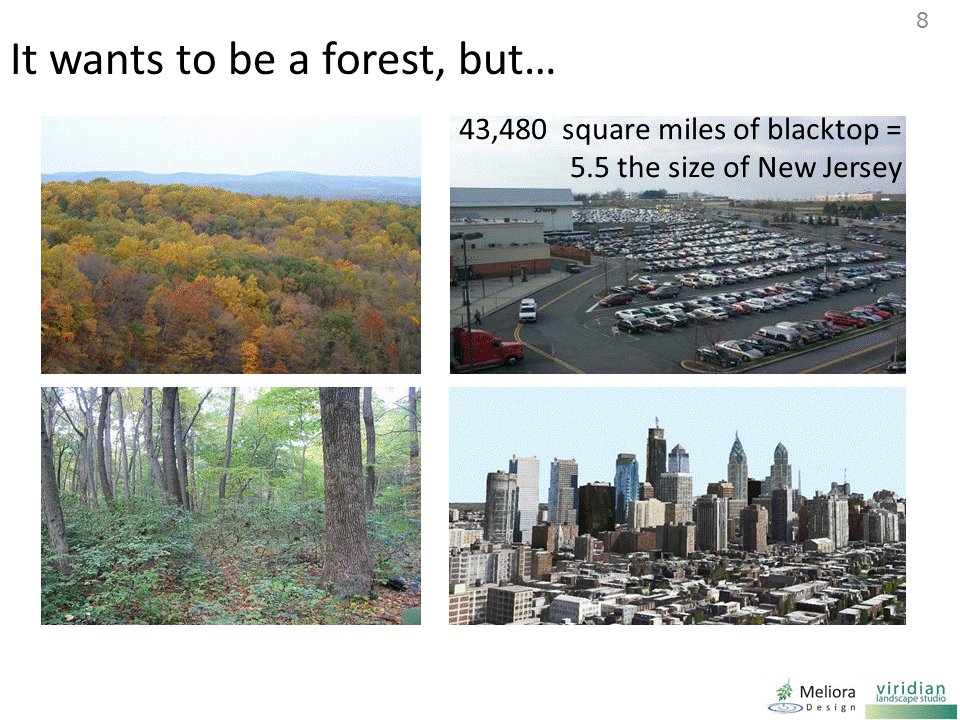 8
It wants to be a forest, but…
43,480 square miles of blacktop =
5.5 the size of New Jersey
Meliora
Design
viridian
landscape studio